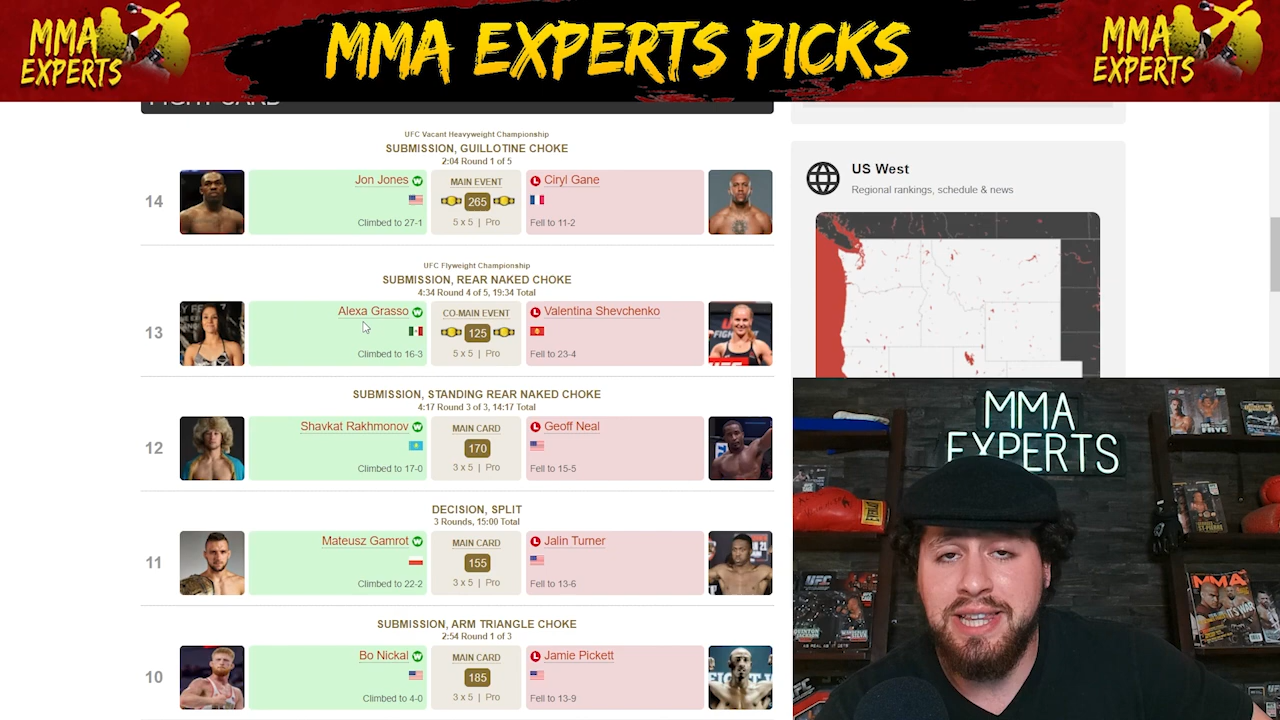 MMA
EXPERTS
MMA EXPERTS PICKS
MMA
EXPERTS
FIGHT CARD
UFC Vacant Heavyweight Championship
SUBMISSION, GUILLOTINE CHOKE
2:04 Round 1 of 5
14
Jon Jones W
MAIN EVENT
L Ciryl Gane
265
Climbed to 27-1
5 x 5 | Pro
Fell to 11-2
UFC Flyweight Championship
SUBMISSION, REAR NAKED CHOKE
4:34 Round 4 of 5, 19:34 Total
13
Alexa Grasso W
CO-MAIN EVENT
L Valentina Shevchenko
125
Climbed to 16-3
5 x 5 | Pro
Fell to 23-4
SUBMISSION, STANDING REAR NAKED CHOKE
4:17 Round 3 of 3, 14:17 Total
12
Shavkat Rakhmonov W
MAIN CARD
L Geoff Neal
170
Climbed to 17-0
3 x 5 | Pro
Fell to 15-5
DECISION, SPLIT
3 Rounds, 15:00 Total
11
Mateusz Gamrot W
MAIN CARD
L Jalin Turner
155
Climbed to 22-2
3 x 5 | Pro
Fell to 13-6
SUBMISSION, ARM TRIANGLE CHOKE
2:54 Round 1 of 3
10
Bo Nickal W
MAIN CARD
L Jamie Pickett
185
Climbed to 4-0
3 x 5 | Pro
Fell to 13-9
US West
Regional rankings, schedule & news
MMA
EXPERTS
UFC
MMA
UFC